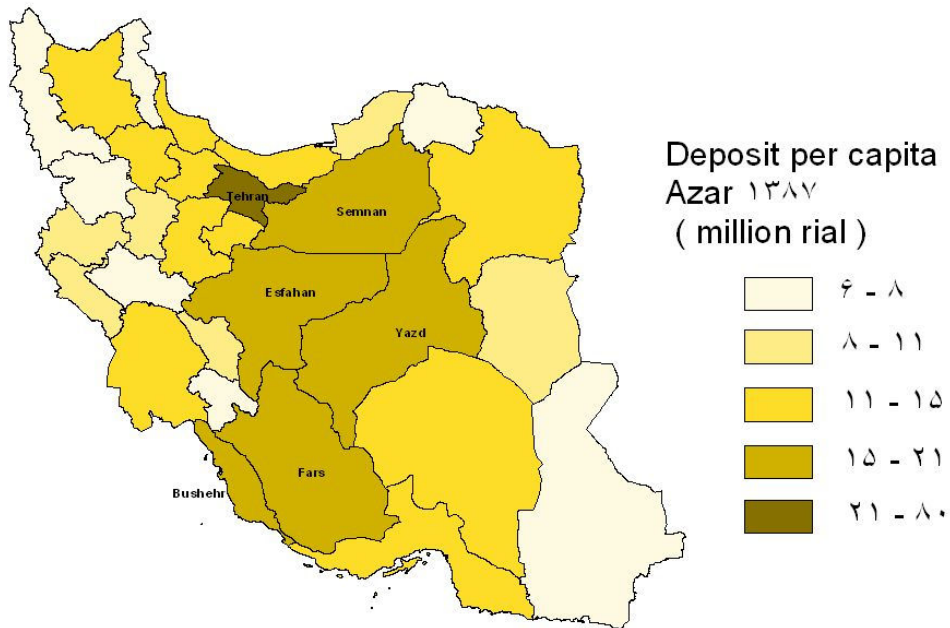 Deposit per capita
Azar ۱۳۸۷
( million rial )
۶ - ۸
۸ - ۱۱
۱۱ - ۱۵
۱۵ - ۲۱
۲۱ - ۸۰
Tehran
Semnan
Esfahan
Yazd
Fars
Bushehr